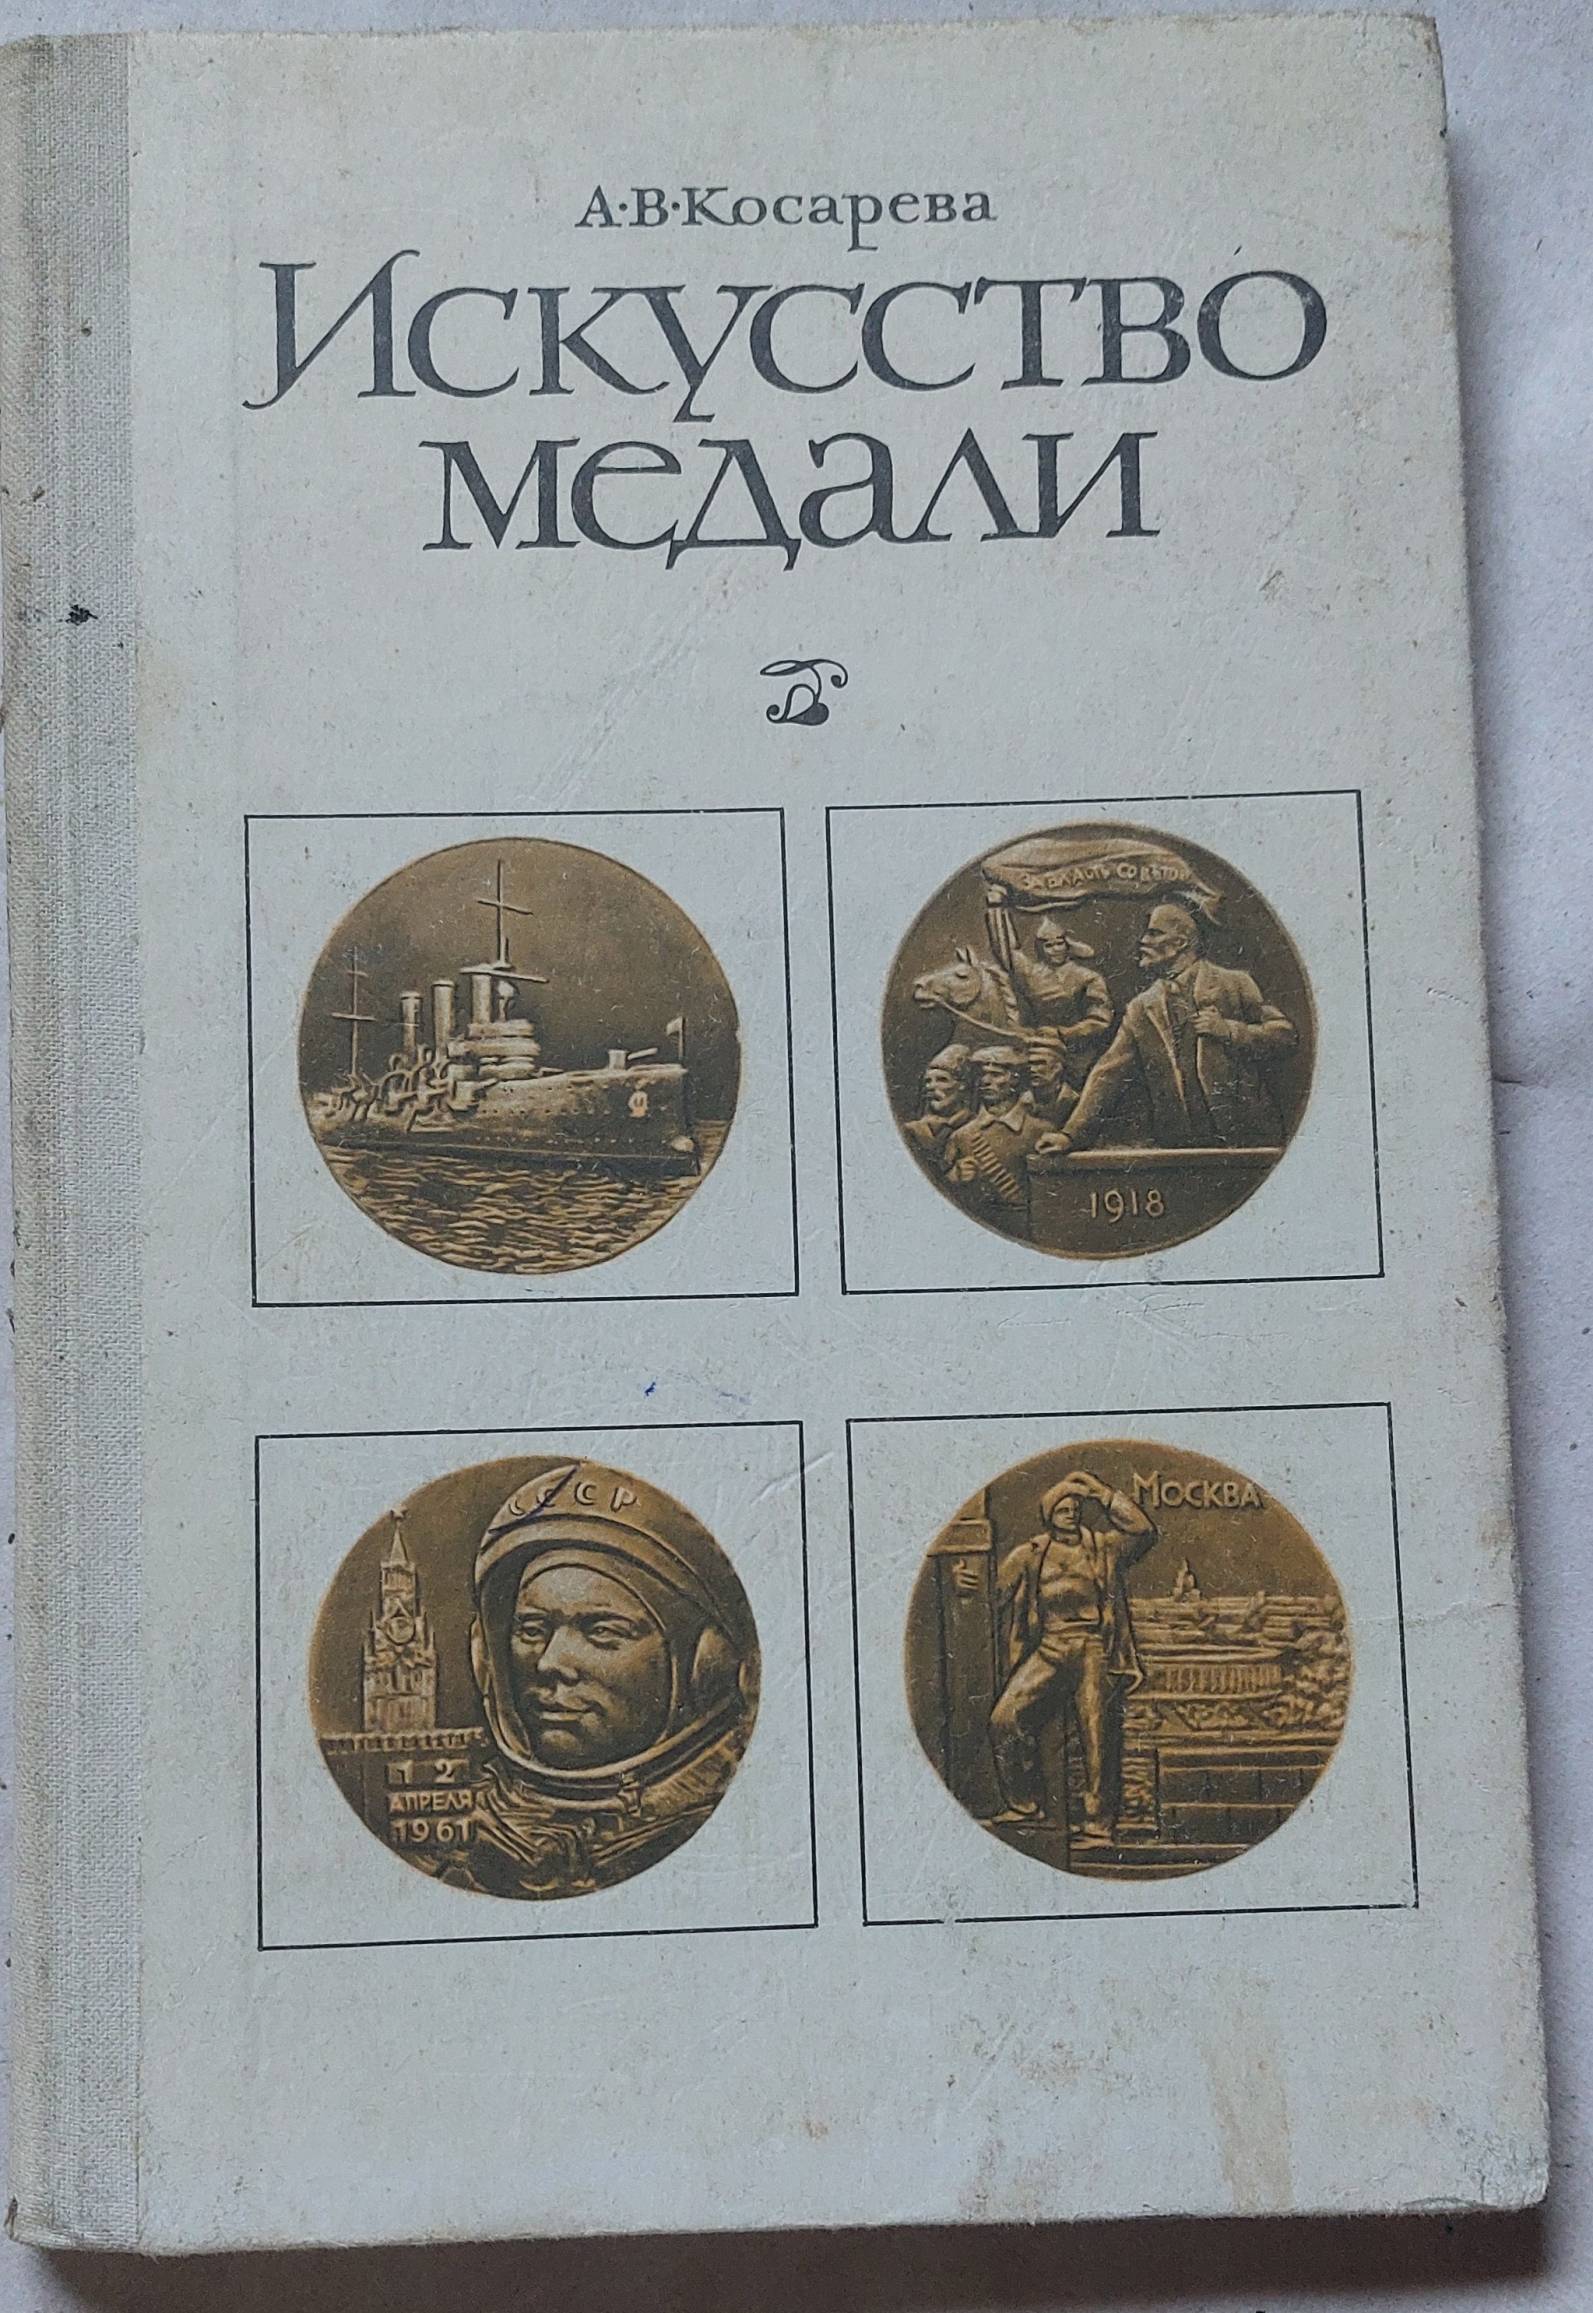 А·В·Косарева
Искусство
медали
ЗА ВЛАСТЬ СОВЕТОВ
1918
СССР
12
АПРЕЛЯ
1961
МОСКВА